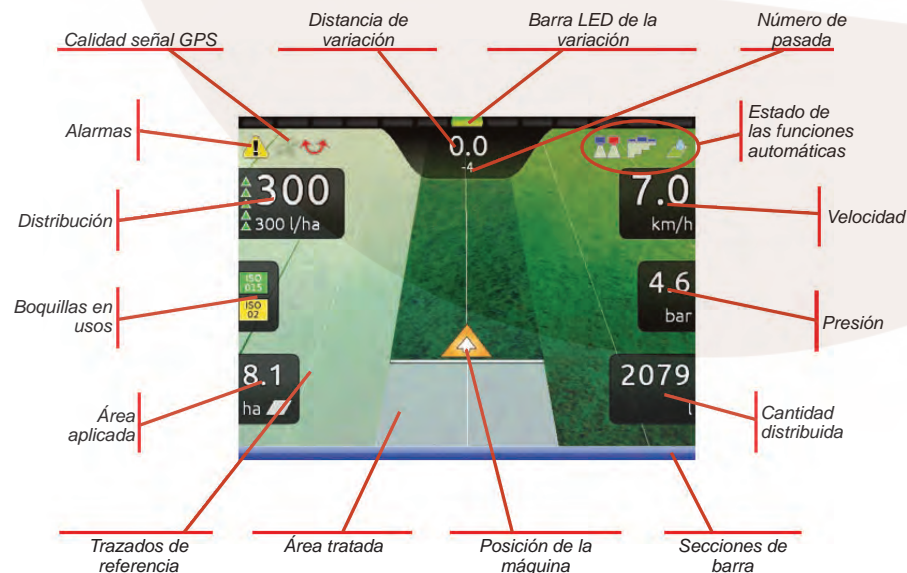 Calidad señal GPS
Distancia de
variación
Barra LED de la
variación
Número de
pasada
Alarmas
Estado de
las funciones
automáticas
0.0
-4
300
300 l/ha
7.0
km/h
Distribución
Velocidad
ISO
015
ISO
02
4.6
bar
Boquillas en
usos
Presión
8.1
ha
2079
l
Área
aplicada
Cantidad
distribuida
Trazados de
referencia
Área tratada
Posición de la
máquina
Secciones de
barra